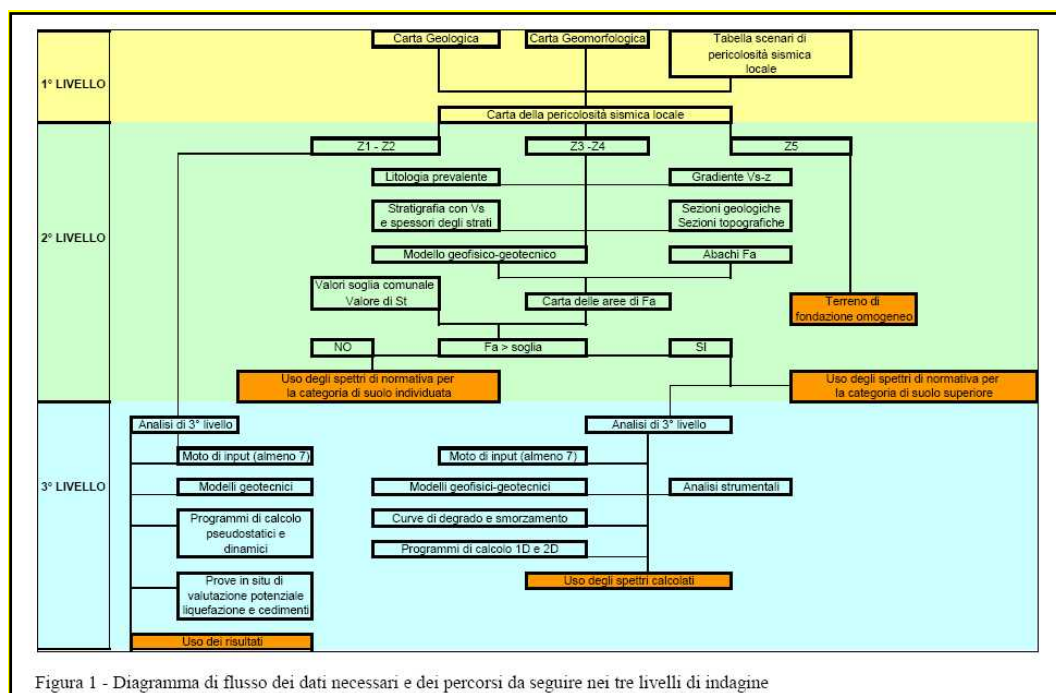 Carta Geologica
Carta Geomorfologica
Tabella scenari di
pericolosità sismica
locale
1° LIVELLO
Carta della pericolosità sismica locale
Z1 - Z2
Z3 -Z4
Z5
Litologia prevalente
Gradiente Vs-z
Stratigrafia con Vs
e spessori degli strati
Sezioni geologiche
Sezioni topografiche
2° LIVELLO
Modello geofisico-geotecnico
Abachi Fa
Valori soglia comunale
Valore di St
Carta delle aree di Fa
Terreno di
fondazione omogeneo
NO
Fa > soglia
SI
Uso degli spettri di normativa per
la categoria di suolo individuata
Uso degli spettri di normativa per
la categoria di suolo superiore
Analisi di 3° livello
Analisi di 3° livello
Moto di input (almeno 7)
Moto di input (almeno 7)
3° LIVELLO
Modelli geotecnici
Modelli geofisici-geotecnici
Analisi strumentali
Programmi di calcolo
pseudostatici e
dinamici
Curve di degrado e smorzamento
Programmi di calcolo 1D e 2D
Prove in situ di
valutazione potenziale
liquefazione e cedimenti
Uso degli spettri calcolati
Uso dei risultati
Figura 1 - Diagramma di flusso dei dati necessari e dei percorsi da seguire nei tre livelli di indagine